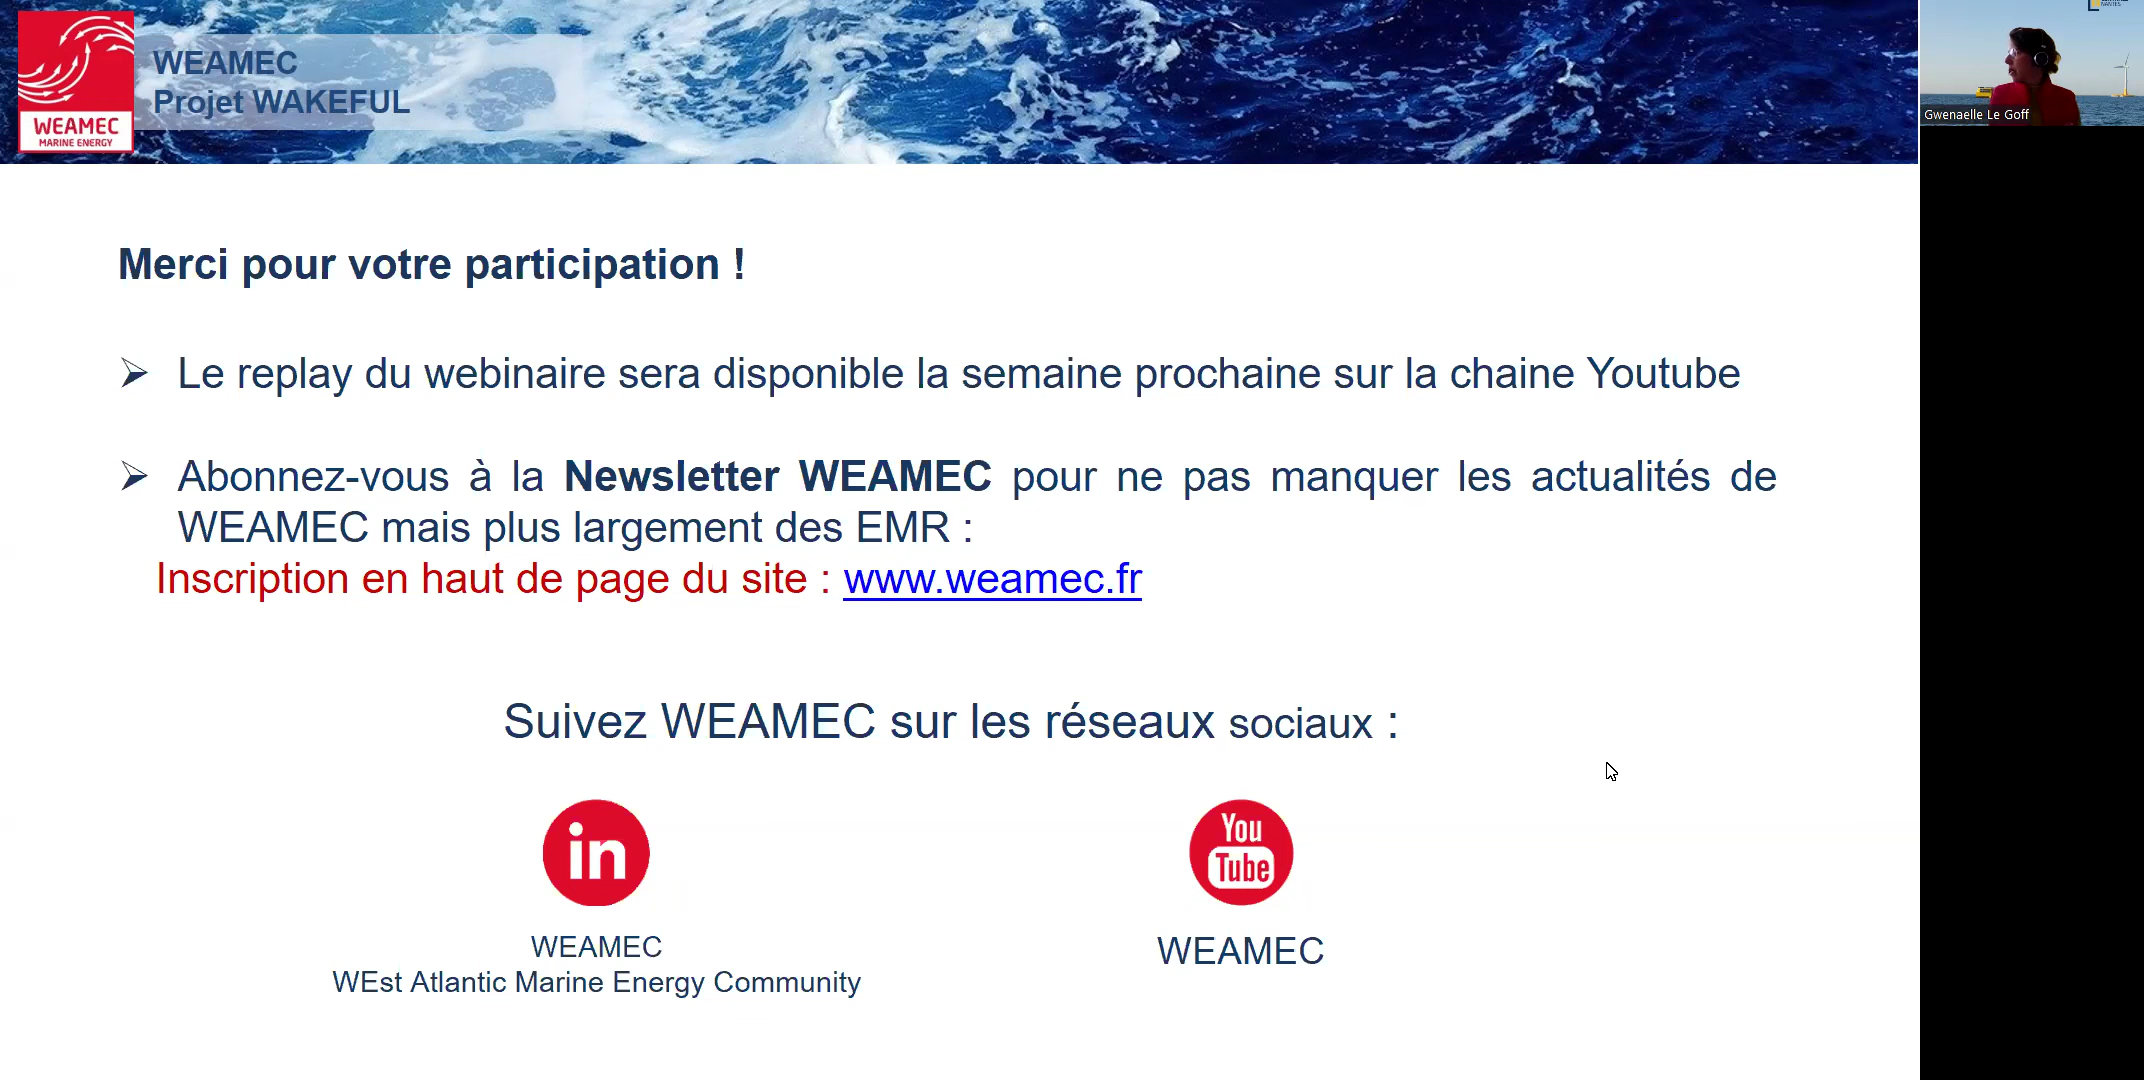 WEAMEC
Projet WAKEFUL
WEAMEC
MARINE ENERGY
NANTES
Gwenaelle Le Goff
Merci pour votre participation !
Le replay du webinaire sera disponible la semaine prochaine sur la chaine Youtube
Abonnez-vous à la Newsletter WEAMEC pour ne pas manquer les actualités de
WEAMEC mais plus largement des EMR :
Inscription en haut de page du site : www.weamec.fr
Suivez WEAMEC sur les réseaux sociaux :
in
You
Tube
WEAMEC
WEst Atlantic Marine Energy Community
WEAMEC